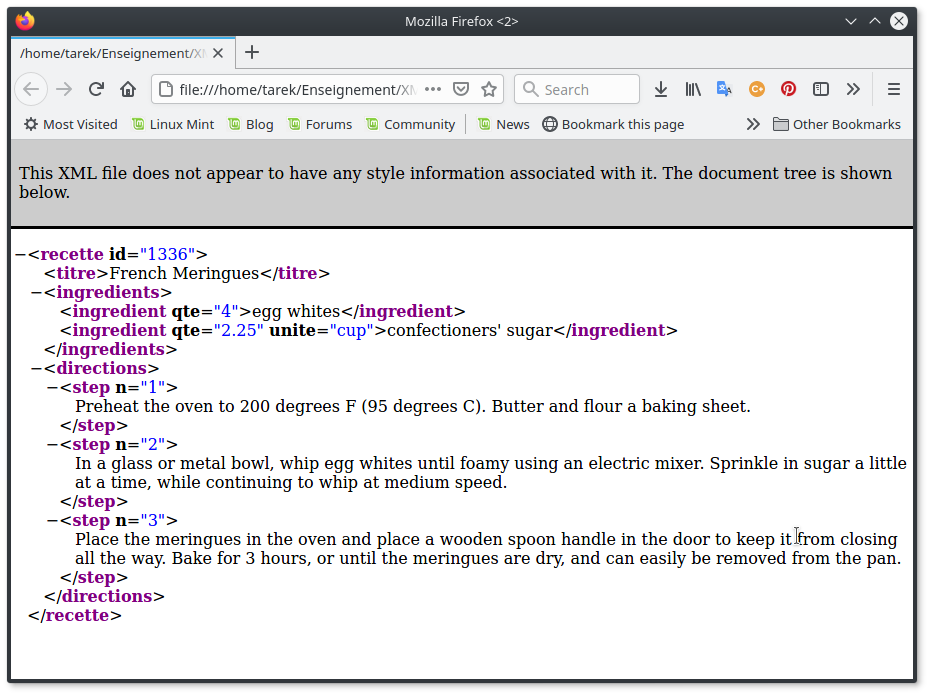 Mozilla Firefox <2>
/home/tarek/Enseignement/XM
file:///home/tarek/Enseignement/XM
Search
Most Visited
Linux Mint
Blog
Forums
Community
News
Bookmark this page
Other Bookmarks
This XML file does not appear to have any style information associated with it. The document tree is shown
below.
−<recette id="1336">
<titre>French Meringues</titre>
−<ingredients>
<ingredient qte="4">egg whites</ingredient>
<ingredient qte="2.25" unite="cup">confectioners' sugar</ingredient>
</ingredients>
−<directions>
−<step n="1">
Preheat the oven to 200 degrees F (95 degrees C). Butter and flour a baking sheet.
</step>
−<step n="2">
In a glass or metal bowl, whip egg whites until foamy using an electric mixer. Sprinkle in sugar a little
at a time, while continuing to whip at medium speed.
</step>
−<step n="3">
Place the meringues in the oven and place a wooden spoon handle in the door to keep it from closing
all the way. Bake for 3 hours, or until the meringues are dry, and can easily be removed from the pan.
</step>
</directions>
</recette>